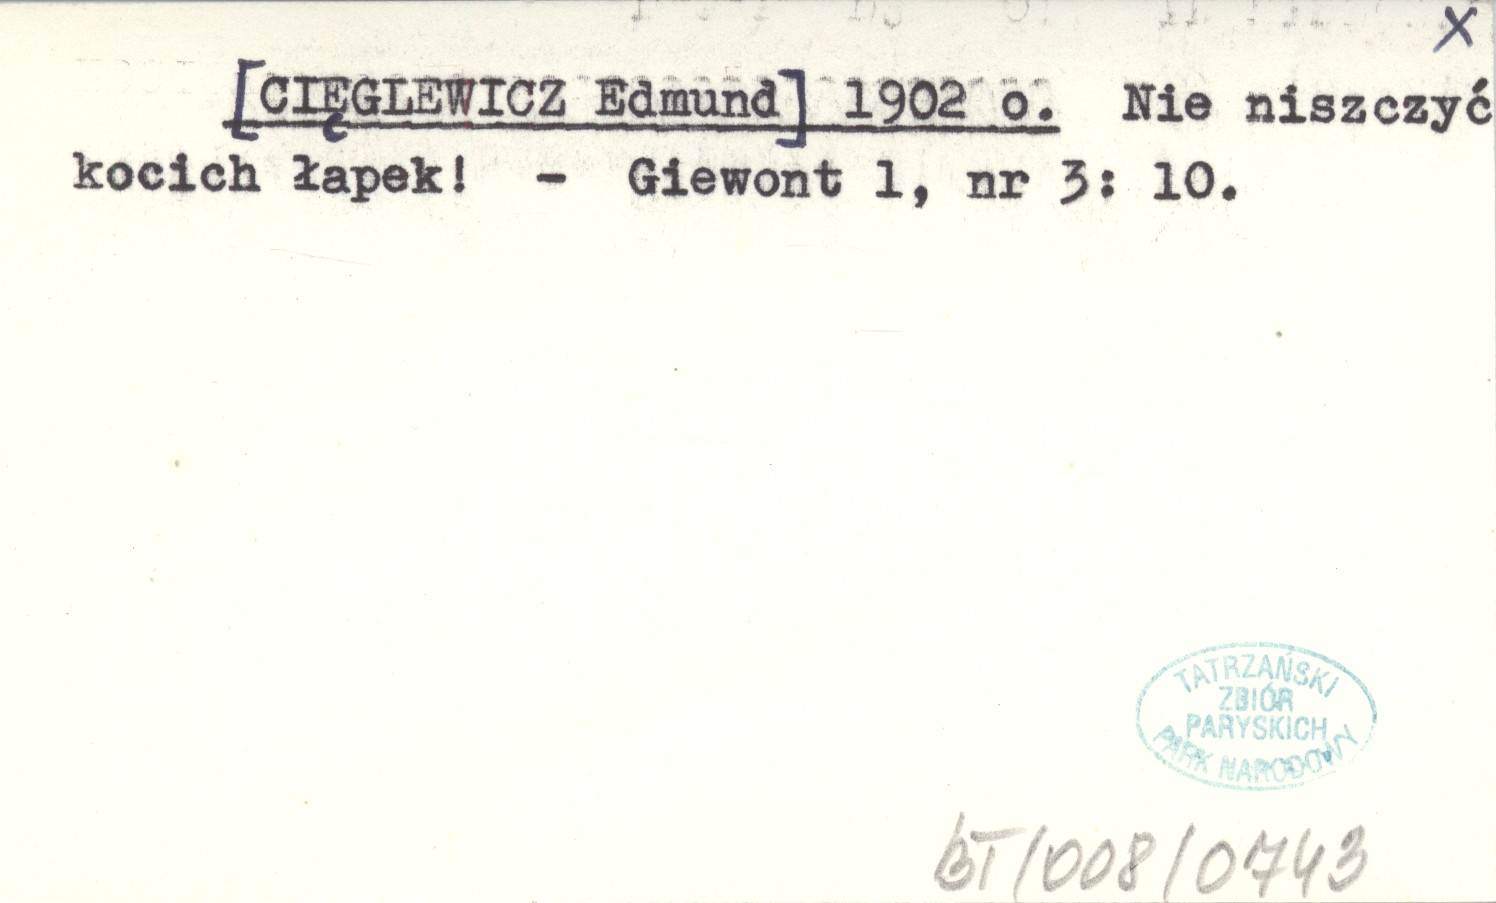 X
[CIĘGLEWICZ Edmund] 1902 o. Nie niszczyć
kocich łapek! - Giewont 1, nr 3: 10.
TATRZAŃSKI
ZBIÓR
PARYSKICH
PARK NARODOWY
BT/008/0743